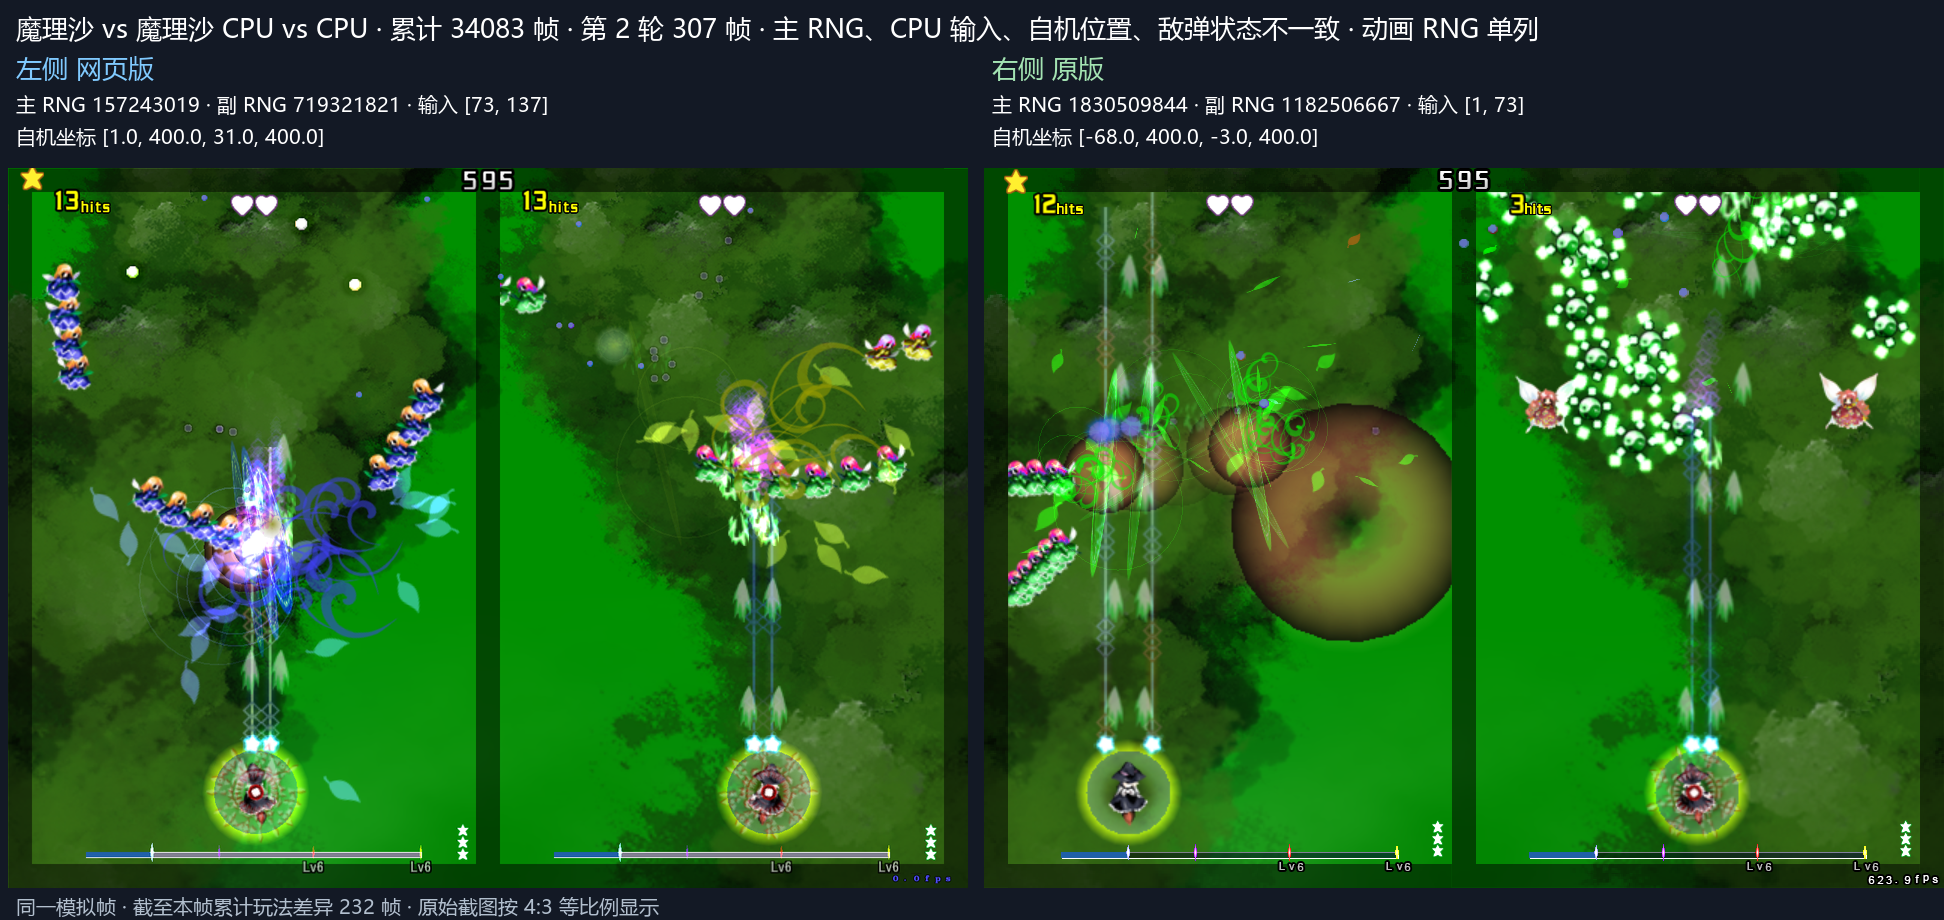 魔理沙 vs 魔理沙 CPU vs CPU · 累计 34083 帧 · 第 2 轮 307 帧 · 主 RNG、CPU 输入、自机位置、敌弹状态不一致 · 动画 RNG 单列
左侧 网页版
主 RNG 157243019 · 副 RNG 719321821 · 输入 [73, 137]
自机坐标 [1.0, 400.0, 31.0, 400.0]
右侧 原版
主 RNG 1830509844 · 副 RNG 1182506667 · 输入 [1, 73]
自机坐标 [-68.0, 400.0, -3.0, 400.0]
595
13hits
13hits
Lv6
Lv6
Lv6
Lv6
0.0fps
595
12hits
3hits
Lv6
Lv6
Lv6
Lv6
623.9fps
同一模拟帧 · 截至本帧累计玩法差异 232 帧 · 原始截图按 4:3 等比例显示